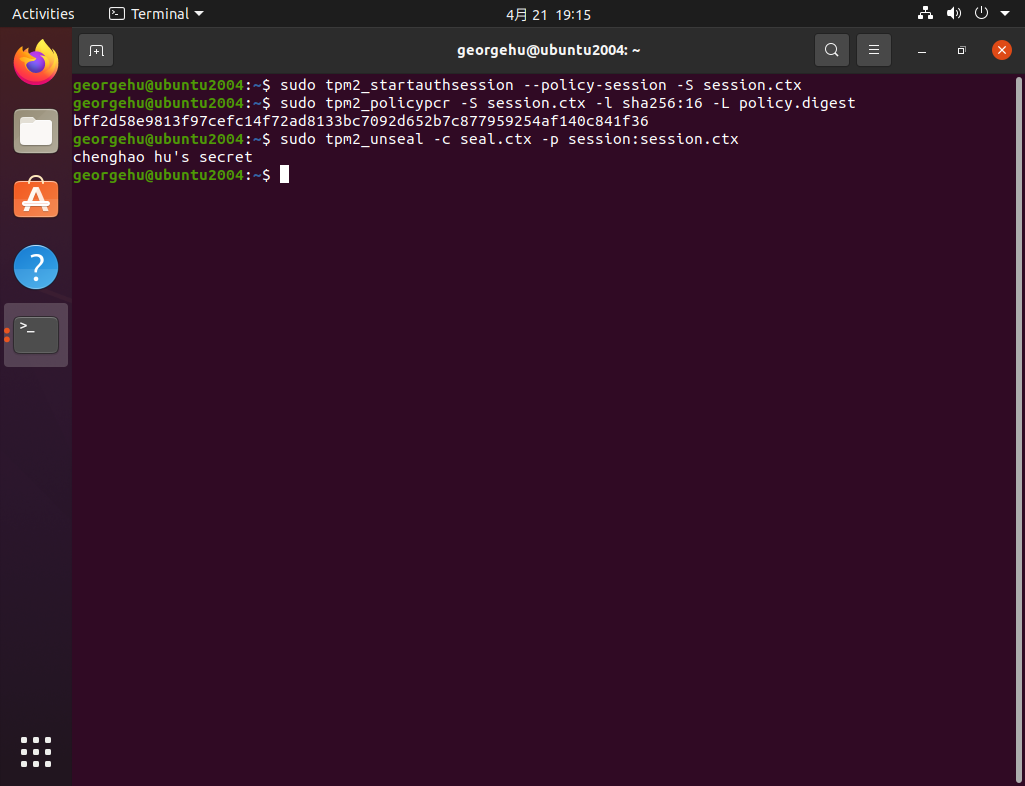 Activities
Terminal
4月 21 19:15
georgehu@ubuntu2004: ~
georgehu@ubuntu2004:~$ sudo tpm2_startauthsession --policy-session -S session.ctx
georgehu@ubuntu2004:~$ sudo tpm2_policypcr -S session.ctx -l sha256:16 -L policy.digest
bff2d58e9813f97cefc14f72ad8133bc7092d652b7c877959254af140c841f36
georgehu@ubuntu2004:~$ sudo tpm2_unseal -c seal.ctx -p session:session.ctx
chenghao hu's secret
georgehu@ubuntu2004:~$